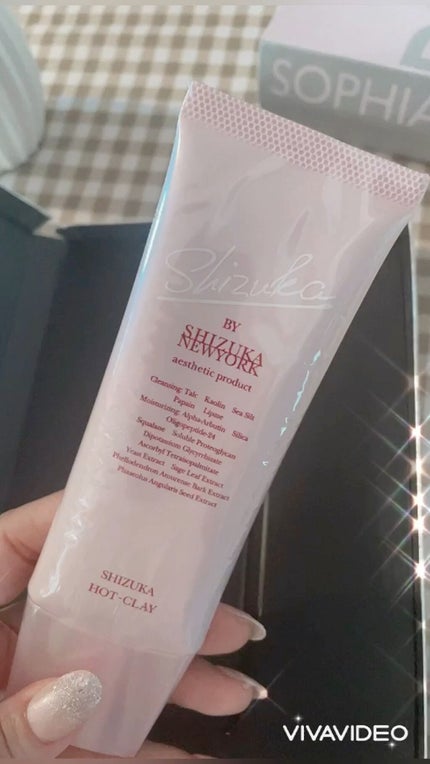 SOPHIA
Shizuka
BY
SHIZUKA
NEWYORK
aesthetic product
Cleansing: Talc Kaolin Sea Silt
Papain Lipase
Moisturizing: Alpha-Arbutin Silica
Oligopeptide-24
Squalane Soluble Proteoglycan
Dipotassium Glycyrrhizate
Ascorbyl Tetraisopalmitate
Yeast Extract Sage Leaf Extract
Phellodendron Amurense Bark Extract
Phaseolus Angularis Seed Extract
SHIZUKA
HOT-CLAY
VIVAVIDEO